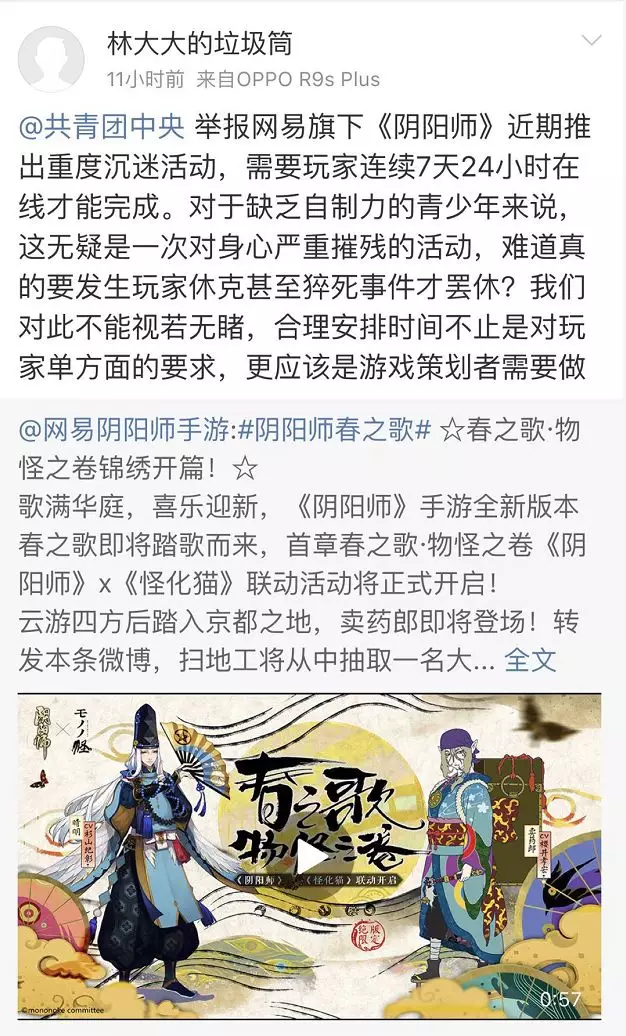 林大大的垃圾筒
11小时前 来自OPPO R9s Plus
@共青团中央 举报网易旗下《阴阳师》近期推
出重度沉迷活动，需要玩家连续7天24小时在
线才能完成。对于缺乏自制力的青少年来说，
这无疑是一次对身心严重摧残的活动，难道真
的要发生玩家休克甚至猝死事件才罢休？我们
对此不能视若无睹，合理安排时间不止是对玩
家单方面的要求，更应该是游戏策划者需要做
@网易阴阳师手游:#阴阳师春之歌# ☆春之歌·物
怪之卷锦绣开篇！☆
歌满华庭，喜乐迎新，《阴阳师》手游全新版本
春之歌即将踏歌而来，首章春之歌·物怪之卷《阴
阳师》x《怪化猫》联动活动将正式开启！
云游四方后踏入京都之地，卖药郎即将登场！转
发本条微博，扫地工将从中抽取一名大... 全文
阴阳师
×
モノノ怪
春之歌
物怪之卷
《阴阳师》 《怪化猫》联动开启
晴明
CV杉山纪彰
卖药郎
CV樱井孝宏
绝版限定
0:57
©mononoke committee